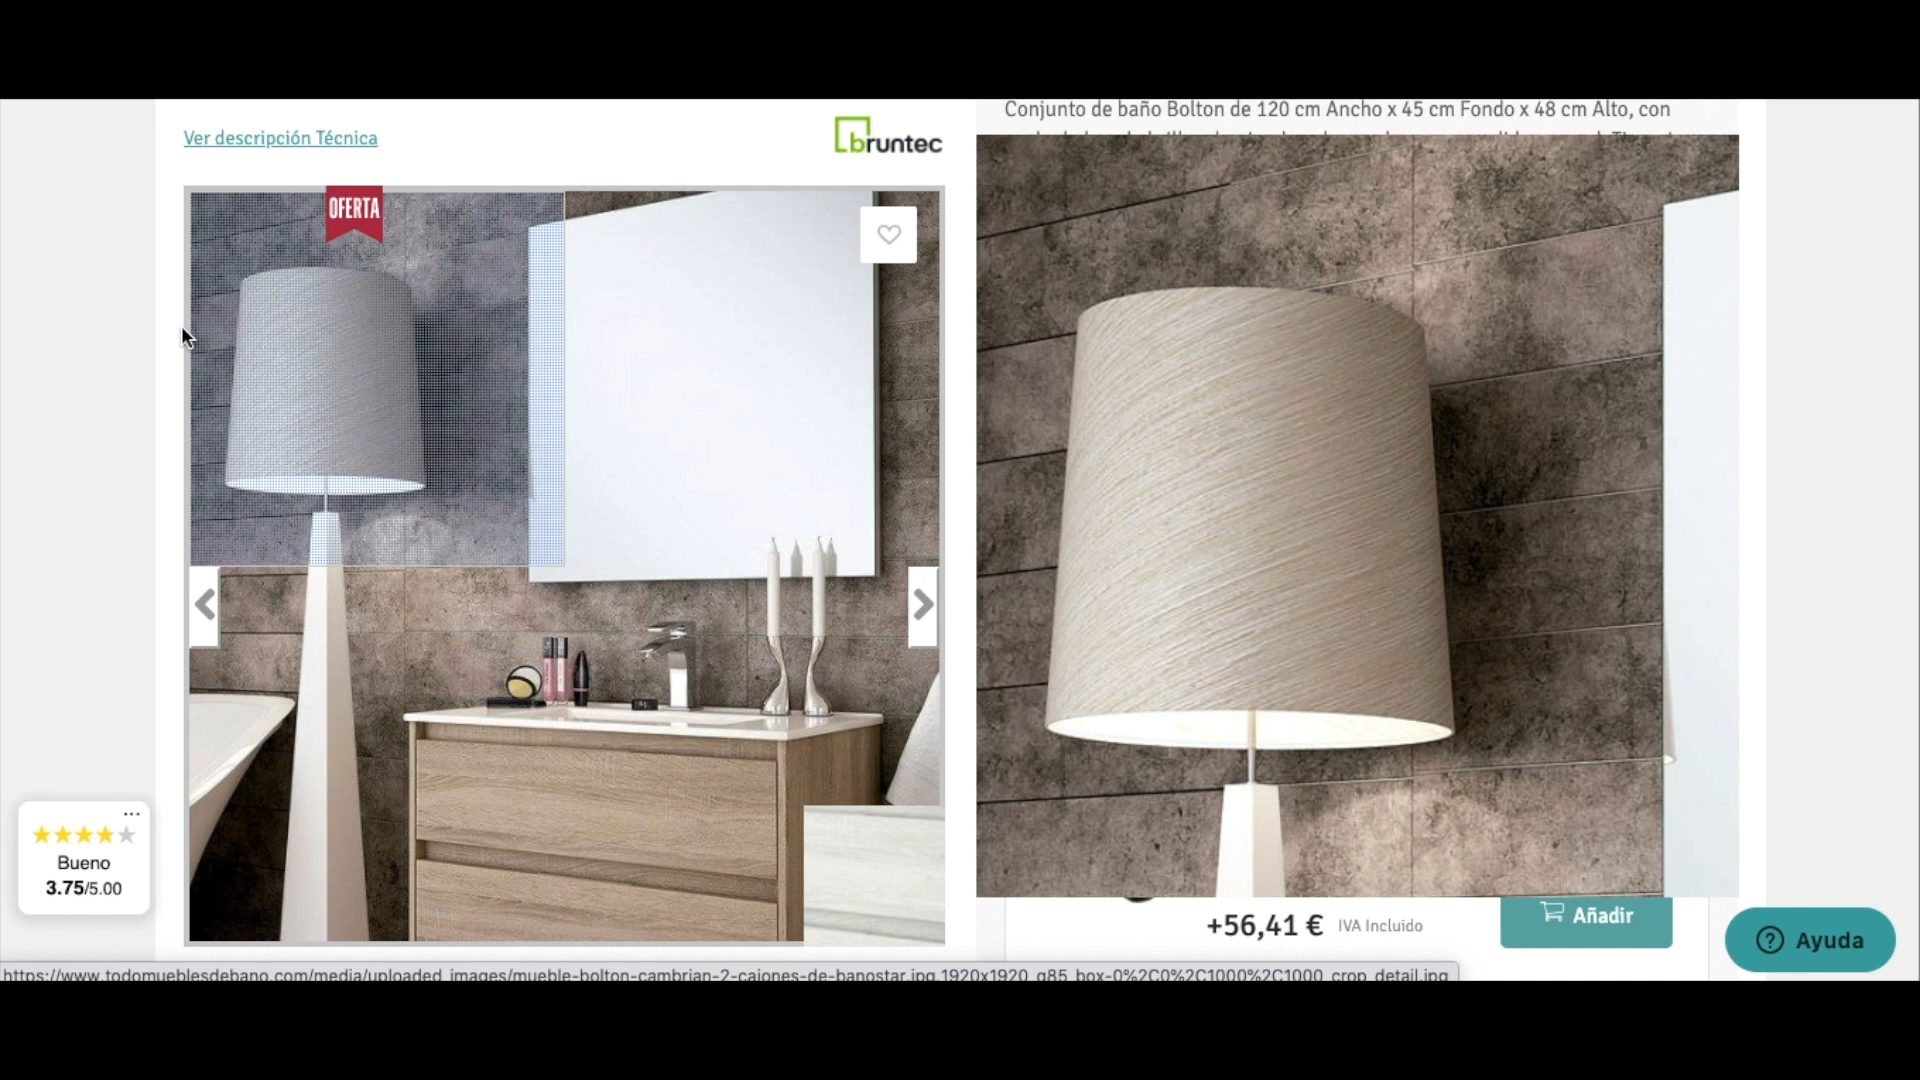 Conjunto de baño Bolton de 120 cm Ancho x 45 cm Fondo x 48 cm Alto, con
Ver descripción Técnica
bruntec
OFERTA
Bueno
3.75/5.00
+56,41 € IVA Incluido
Añadir
Ayuda
https://www.todomueblesdebano.com/media/uploaded_images/mueble-bolton-cambrian-2-cajones-de-banostar.jpg.1920x1920_q85_box-0%2C0%2C1000%2C1000_crop_detail.jpg